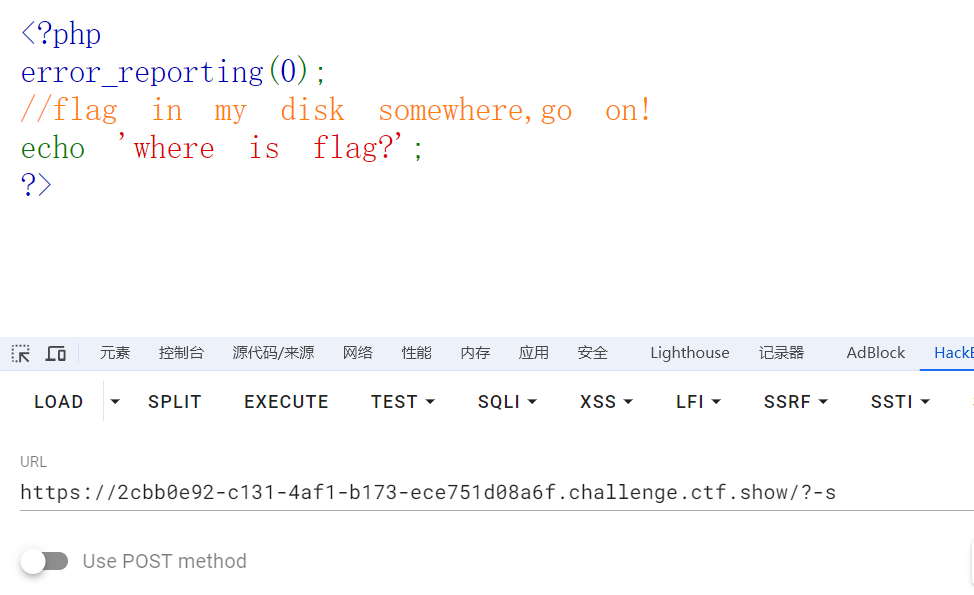 <?php
error_reporting(0);
//flag in my disk somewhere,go on!
echo 'where is flag?';
?>
元素 控制台 源代码/来源 网络 性能 内存 应用 安全 Lighthouse 记录器 AdBlock
LOAD SPLIT EXECUTE TEST SQLI XSS LFI SSRF SSTI
URL
https://2cbb0e92-c131-4af1-b173-ece751d08a6f.challenge.ctf.show/?-s
Use POST method